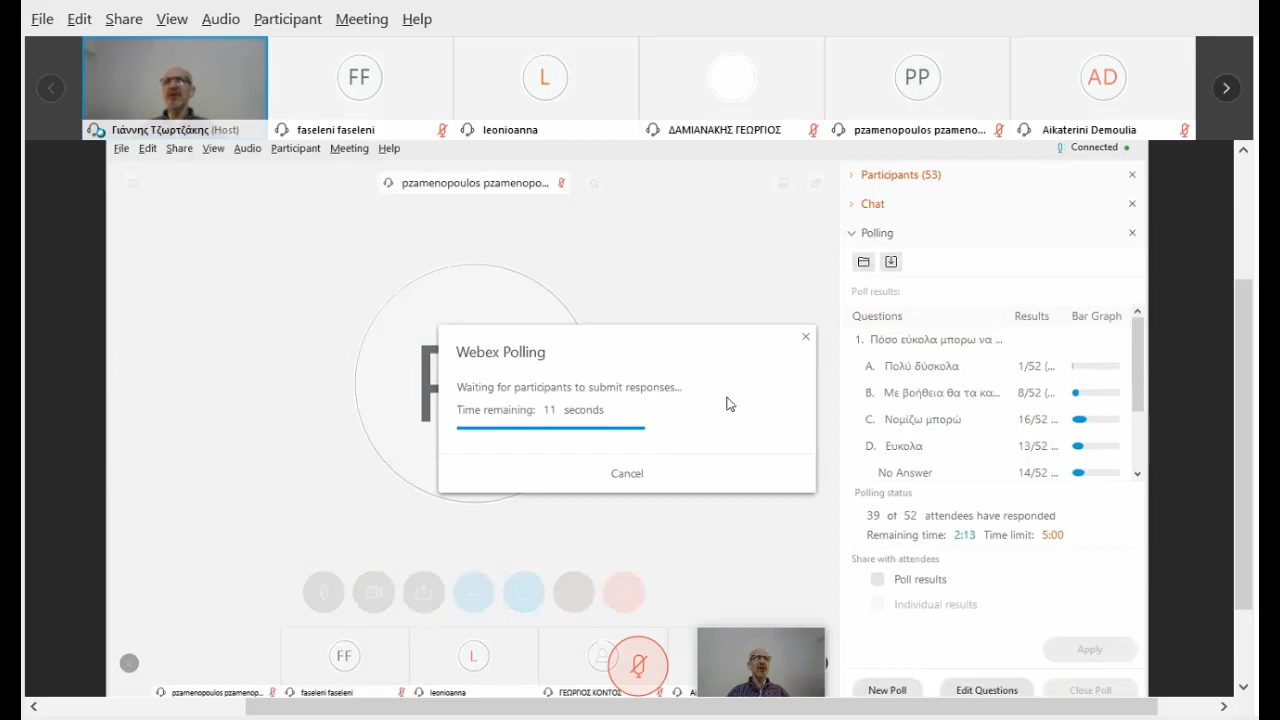 File Edit Share View Audio Participant Meeting Help
FF L PP AD
Γιάννης Τζωρτζάκης (Host) faseleni faseleni leonioanna ΔΑΜΙΑΝΑΚΗΣ ΓΕΩΡΓΙΟΣ pzamenopoulos pzameno... Aikaterini Demoulia
File Edit Share View Audio Participant Meeting Help Connected
pzamenopoulos pzamenopo...
Participants (53)
Chat
Polling
Poll results:
Questions Results Bar Graph
1. Πόσο εύκολα μπορω να ...
A. Πολύ δύσκολα 1/52 (...
B. Με βοήθεια θα τα κα... 8/52 (...
C. Νομίζω μπορώ 16/52 ...
D. Ευκολα 13/52 ...
No Answer 14/52 ...
Polling status
39 of 52 attendees have responded
Remaining time: 2:13 Time limit: 5:00
Share with attendees
Poll results
Individual results
Apply
New Poll Edit Questions Close Poll
Webex Polling
Waiting for participants to submit responses...
Time remaining: 11 seconds
Cancel
FF L
pzamenopoulos pzamenop... faseleni faseleni leonioanna ΓΕΩΡΓΙΟΣ ΚΟΝΤΟΣ